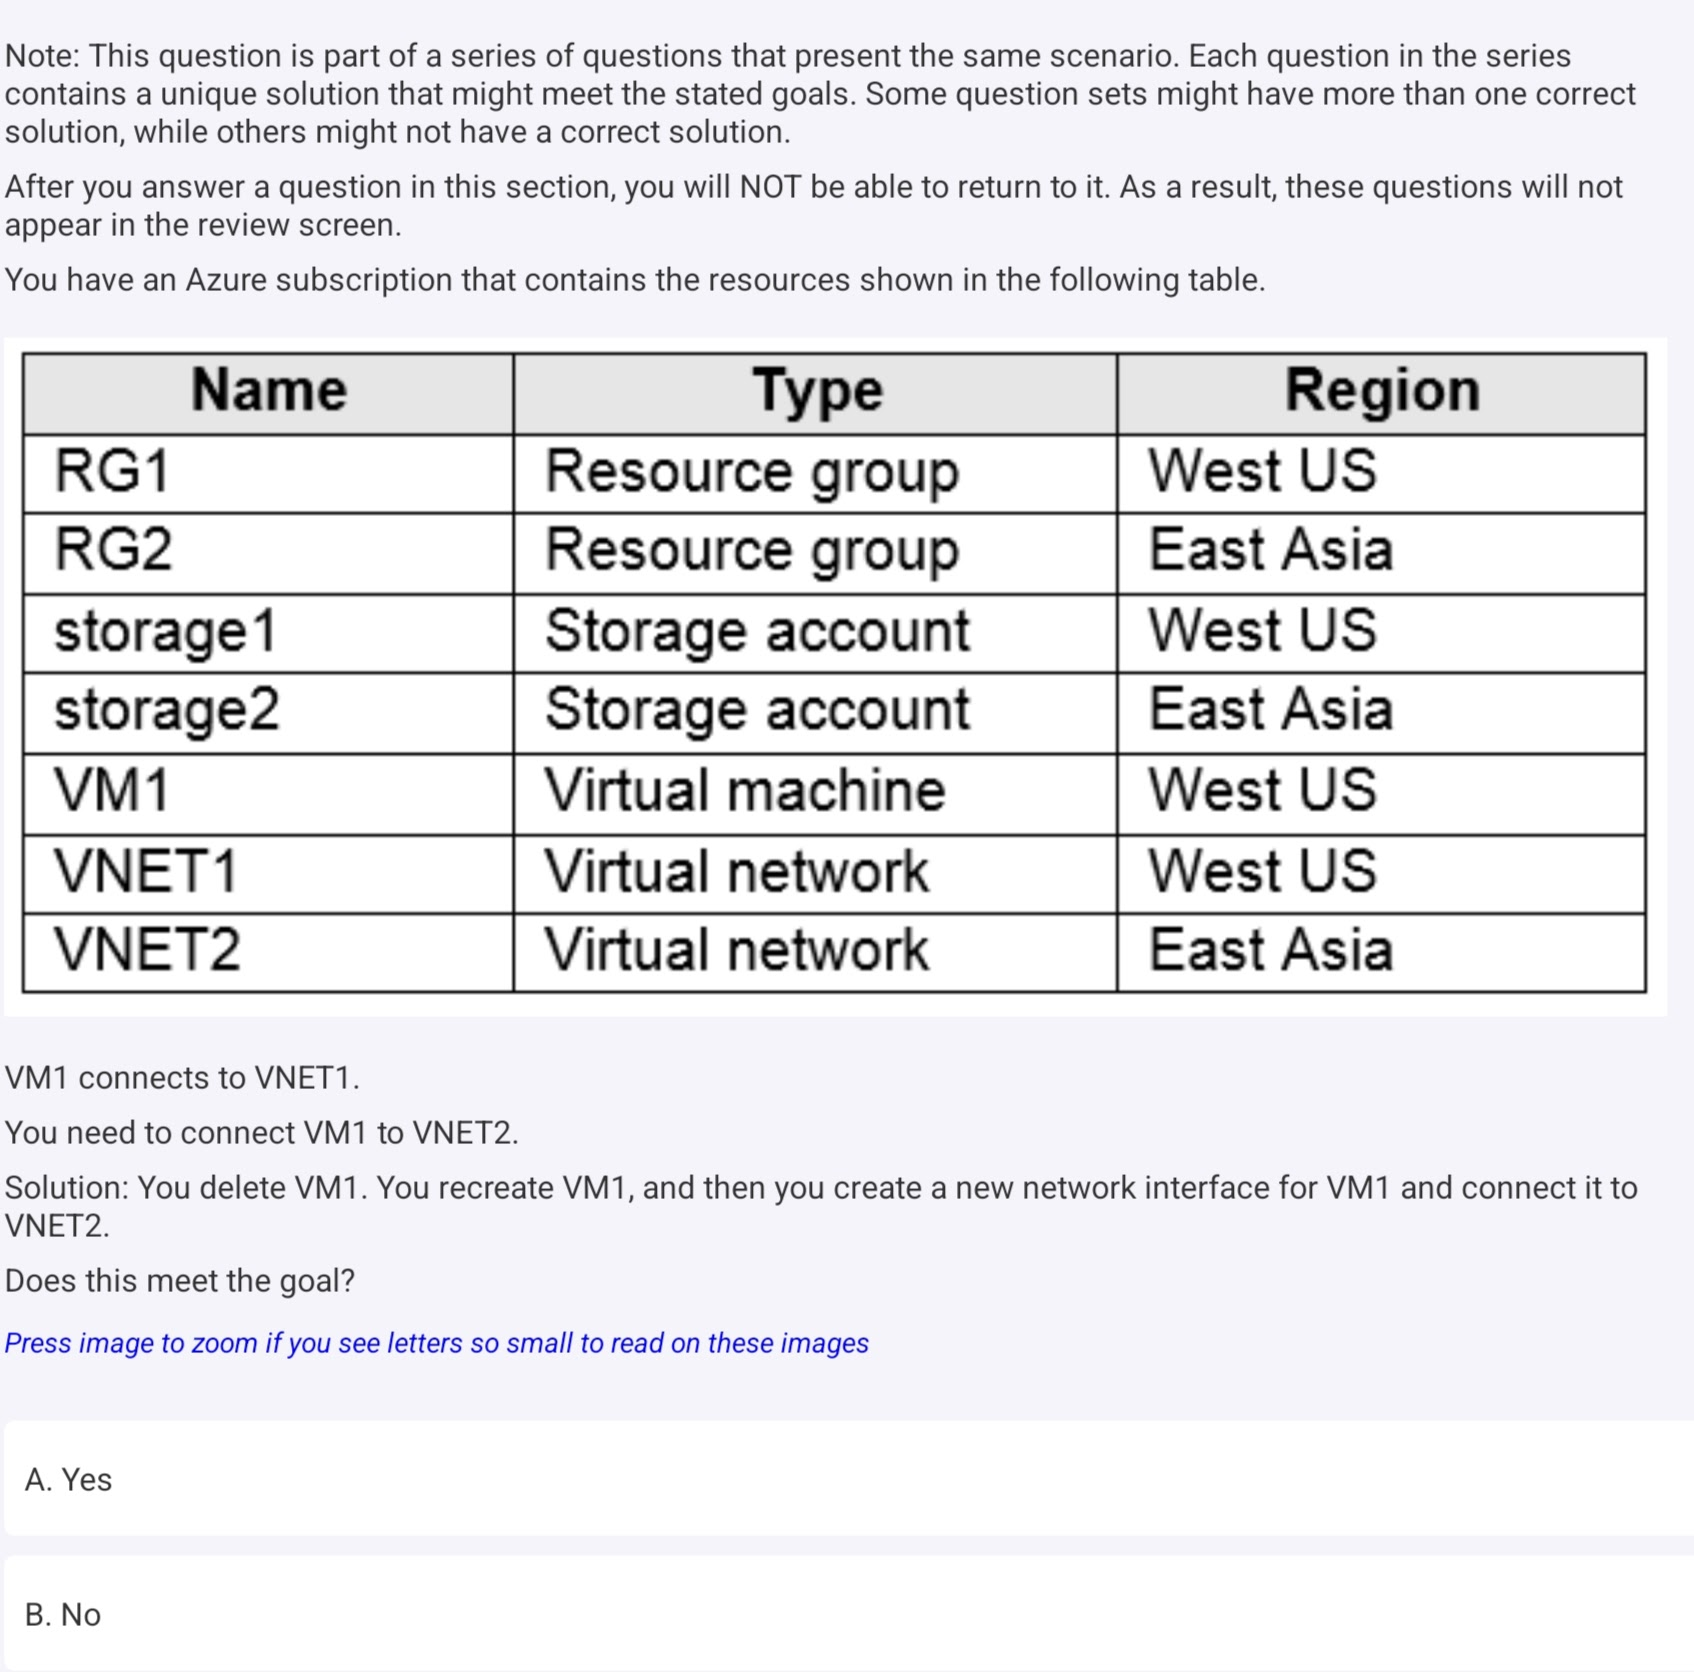 Note: This question is part of a series of questions that present the same scenario. Each question in the series
contains a unique solution that might meet the stated goals. Some question sets might have more than one correct
solution, while others might not have a correct solution.
After you answer a question in this section, you will NOT be able to return to it. As a result, these questions will not
appear in the review screen.
You have an Azure subscription that contains the resources shown in the following table.
Name Type Region
RG1 Resource group West US
RG2 Resource group East Asia
storage1 Storage account West US
storage2 Storage account East Asia
VM1 Virtual machine West US
VNET1 Virtual network West US
VNET2 Virtual network East Asia
VM1 connects to VNET1.
You need to connect VM1 to VNET2.
Solution: You delete VM1. You recreate VM1, and then you create a new network interface for VM1 and connect it to
VNET2.
Does this meet the goal?
Press image to zoom if you see letters so small to read on these images
A. Yes
B. No